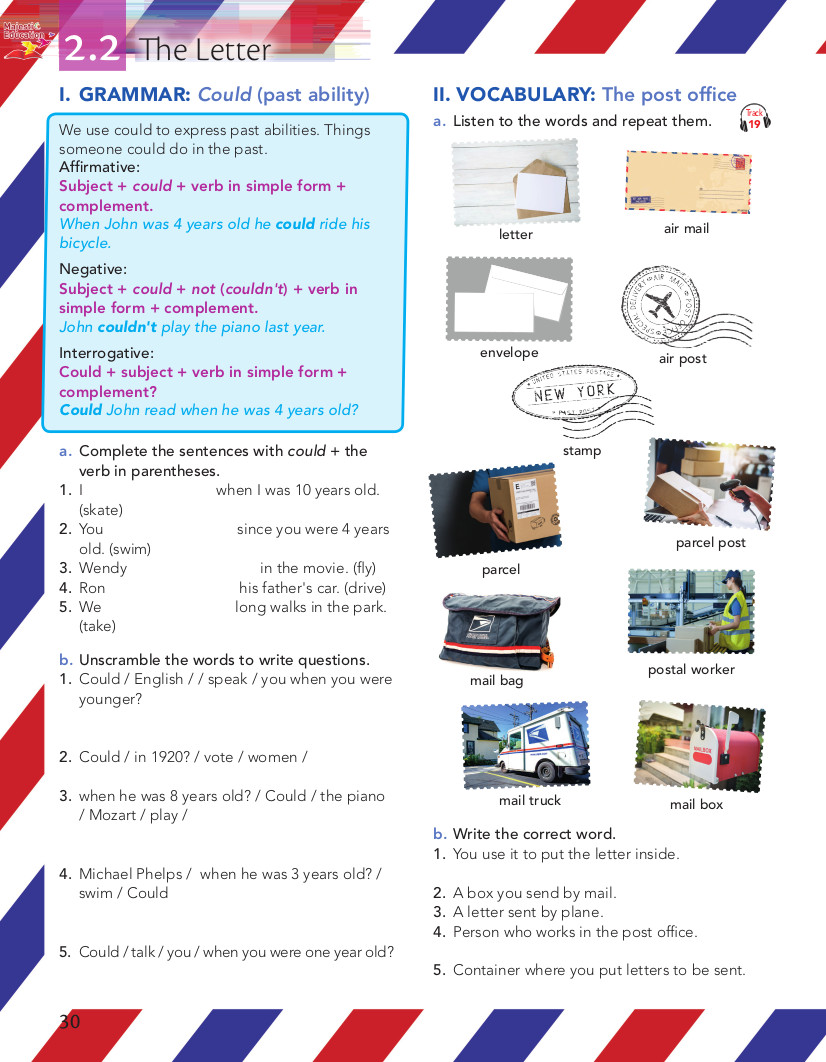 Majestic
Education
2.2 The Letter
I. GRAMMAR: Could (past ability)
We use could to express past abilities. Things
someone could do in the past.
Affirmative:
Subject + could + verb in simple form +
complement.
When John was 4 years old he could ride his
bicycle.
Negative:
Subject + could + not (couldn't) + verb in
simple form + complement.
John couldn't play the piano last year.
Interrogative:
Could + subject + verb in simple form +
complement?
Could John read when he was 4 years old?
a. Complete the sentences with could + the
verb in parentheses.
1. I when I was 10 years old.
(skate)
2. You since you were 4 years
old. (swim)
3. Wendy in the movie. (fly)
4. Ron his father's car. (drive)
5. We long walks in the park.
(take)
b. Unscramble the words to write questions.
1. Could / English / / speak / you when you were
younger?
2. Could / in 1920? / vote / women /
3. when he was 8 years old? / Could / the piano
/ Mozart / play /
4. Michael Phelps / when he was 3 years old? /
swim / Could
5. Could / talk / you / when you were one year old?
30
II. VOCABULARY: The post office
a. Listen to the words and repeat them.
Track
19
letter
air mail
envelope
SPECIAL DELIVERY AIR MAIL POST OFFICE
air post
UNITED STATES POSTAGE
NEW YORK
stamp
parcel
parcel post
mail bag
postal worker
mail truck
MAILBOX
mail box
b. Write the correct word.
1. You use it to put the letter inside.
2. A box you send by mail.
3. A letter sent by plane.
4. Person who works in the post office.
5. Container where you put letters to be sent.